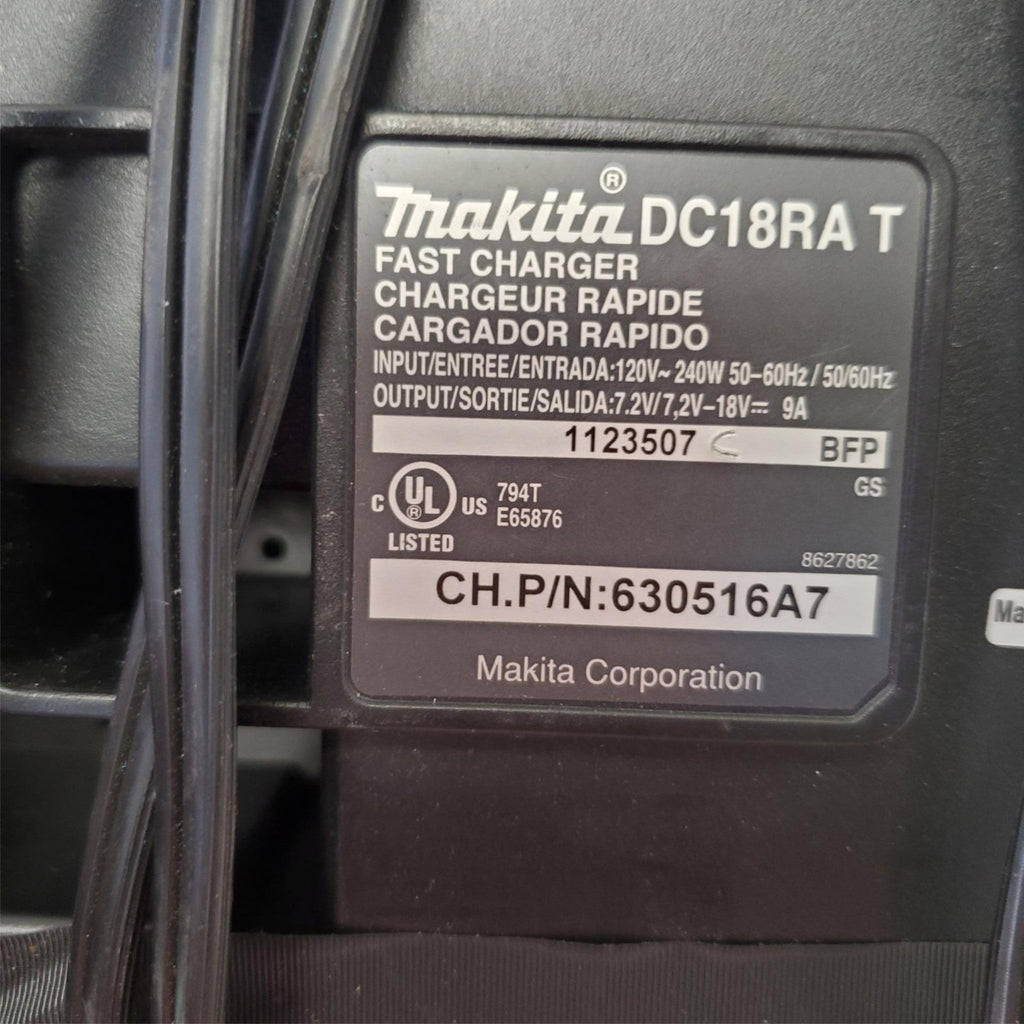 makita® DC18RA T
FAST CHARGER
CHARGEUR RAPIDE
CARGADOR RAPIDO
INPUT/ENTREE/ENTRADA:120V~ 240W 50–60Hz / 50/60Hz
OUTPUT/SORTIE/SALIDA:7.2V/7,2V–18V⎓ 9A
1123507 C BFP
GS
C UL® US 794T
E65876
LISTED
8627862
CH.P/N:630516A7
Makita Corporation
Ma